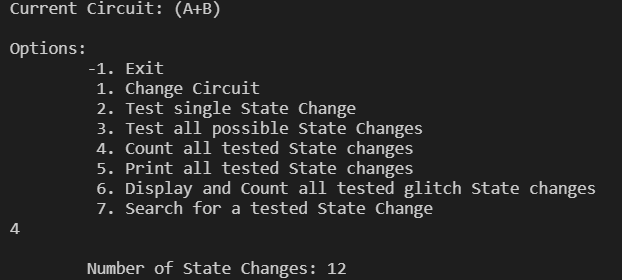 Current Circuit: (A+B)
Options:
-1. Exit
1. Change Circuit
2. Test single State Change
3. Test all possible State Changes
4. Count all tested State changes
5. Print all tested State changes
6. Display and Count all tested glitch State changes
7. Search for a tested State Change
4
Number of State Changes: 12